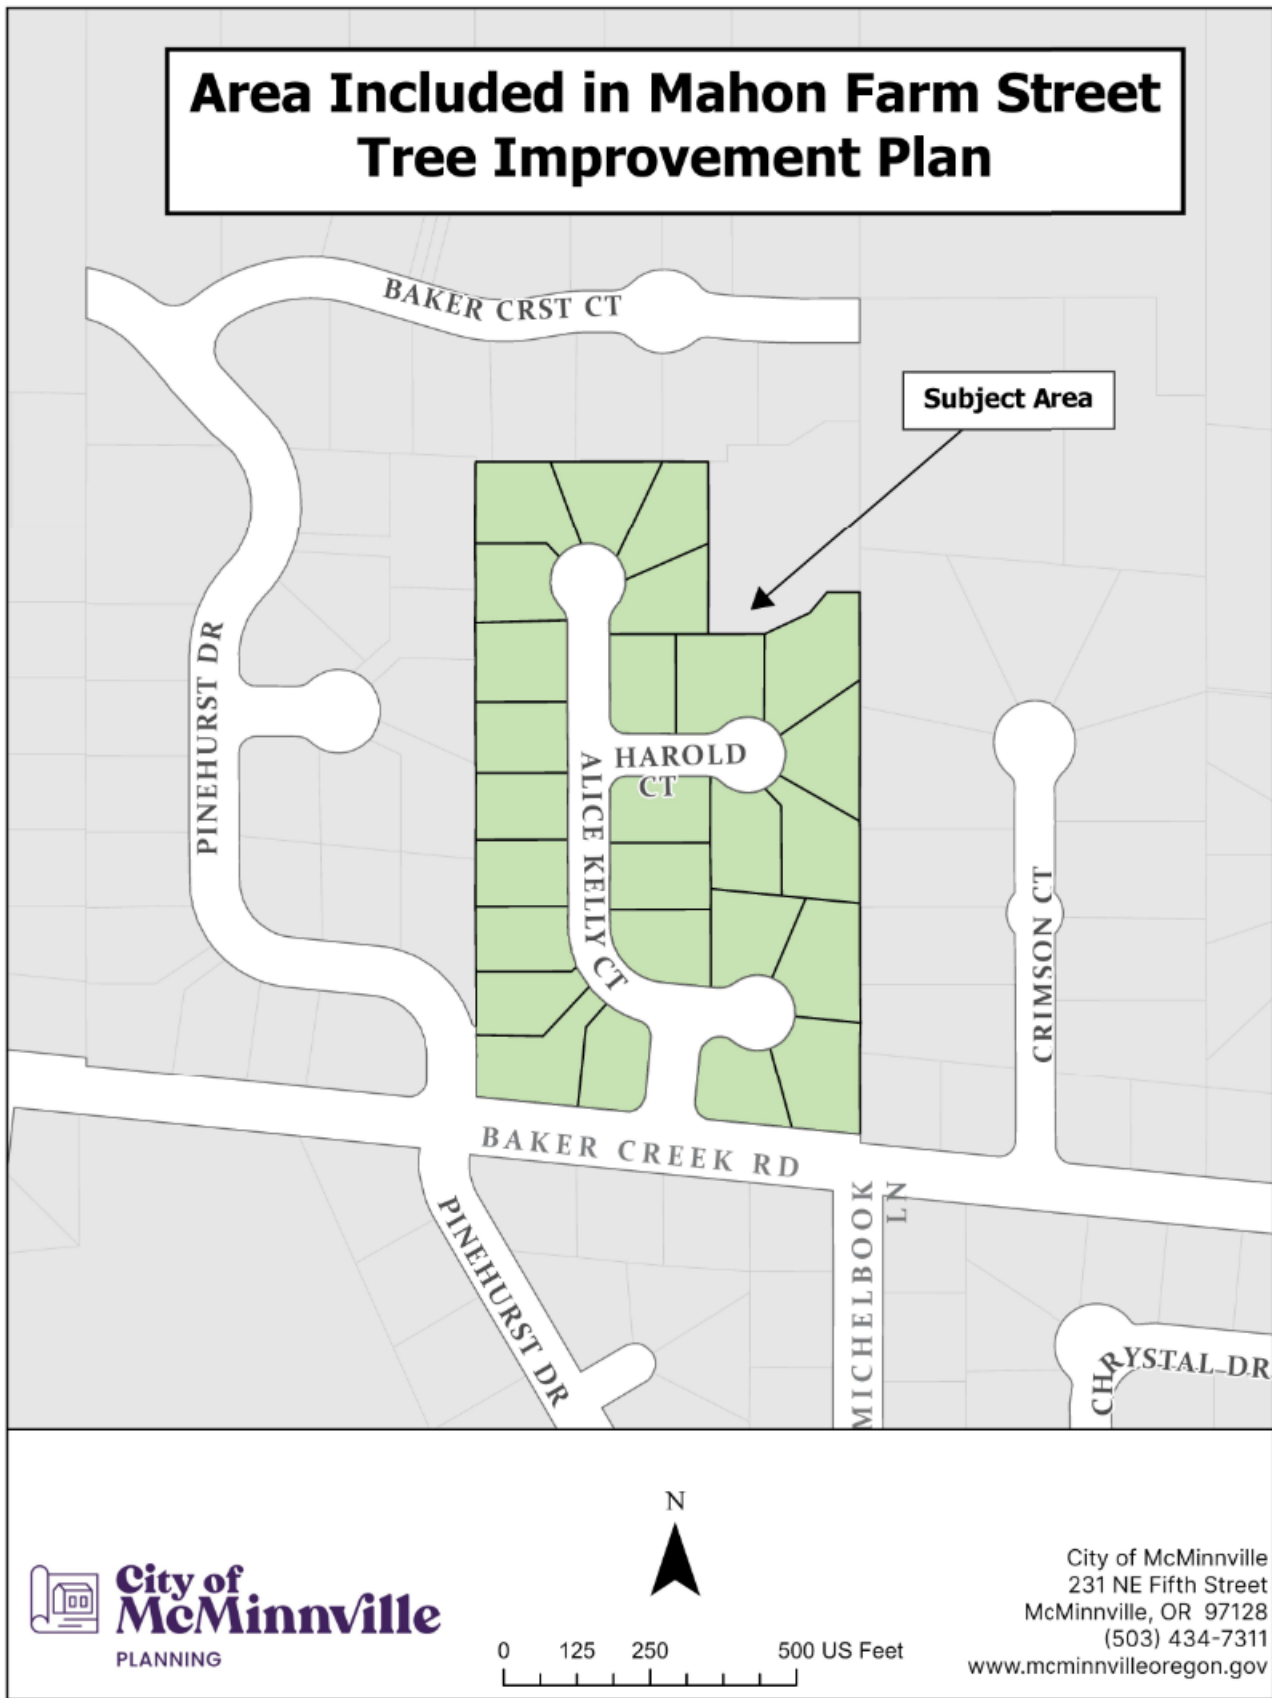 Area Included in Mahon Farm Street
Tree Improvement Plan
BAKER CRST CT
Subject Area
PINEHURST DR
HAROLD
CT
ALICE KELLY CT
CRIMSON CT
BAKER CREEK RD
MICHELBOOK
LN
PINEHURST DR
CHRYSTAL DR
N
City of
McMinnville
PLANNING
0 125 250 500 US Feet
City of McMinnville
231 NE Fifth Street
McMinnville, OR 97128
(503) 434-7311
www.mcminnvilleoregon.gov